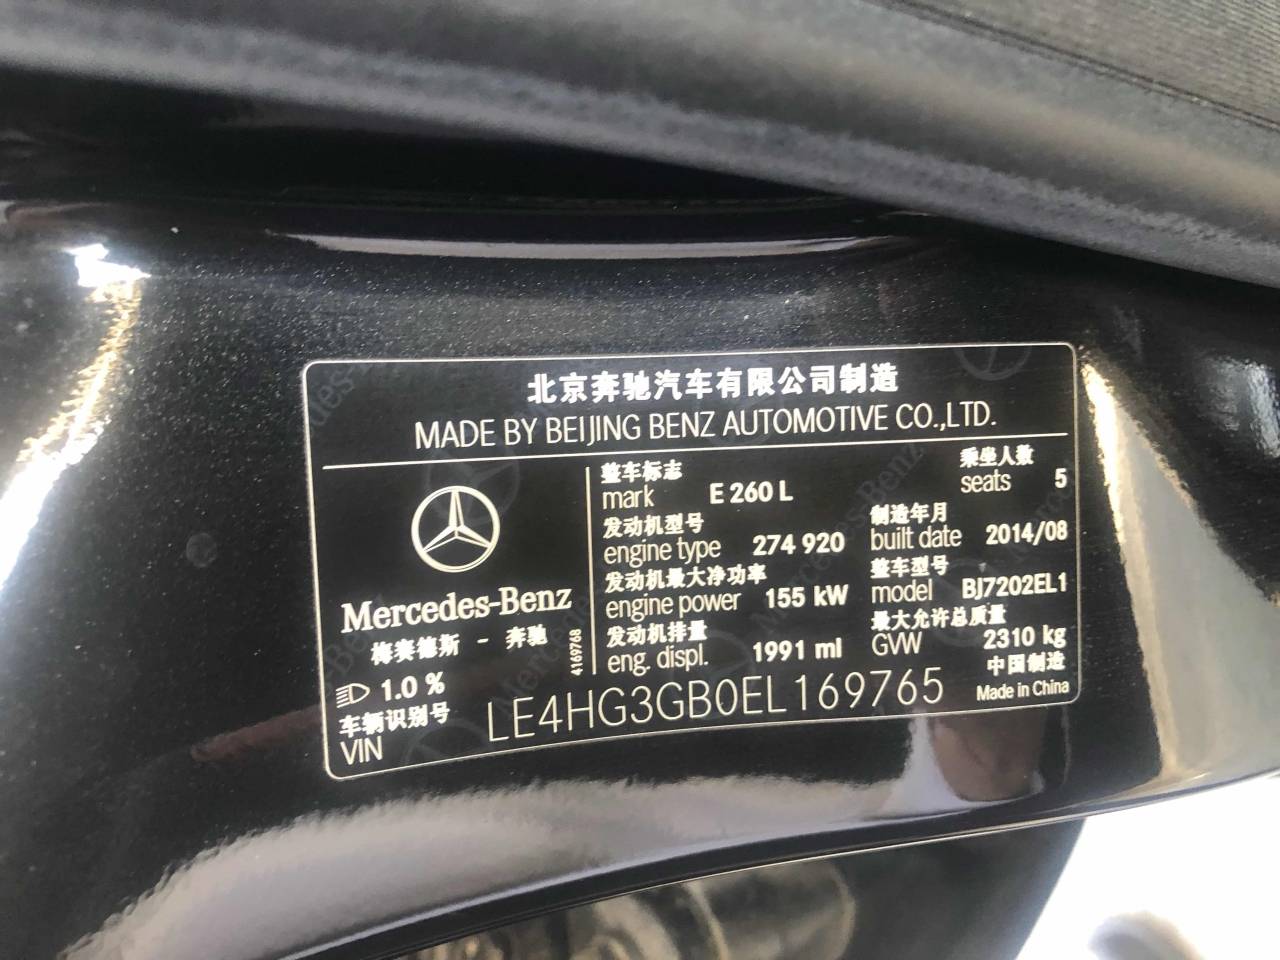 北京奔驰汽车有限公司制造
MADE BY BEIJING BENZ AUTOMOTIVE CO.,LTD.
Mercedes-Benz
梅赛德斯 - 奔驰
4169768
1.0 %
整车标志
mark E 260 L
乘坐人数
seats 5
发动机型号
engine type 274 920
制造年月
built date 2014/08
发动机最大净功率
engine power 155 kW
整车型号
model BJ7202EL1
发动机排量
eng. displ. 1991 ml
最大允许总质量
GVW 2310 kg
中国制造
Made in China
车辆识别号
VIN LE4HG3GB0EL169765